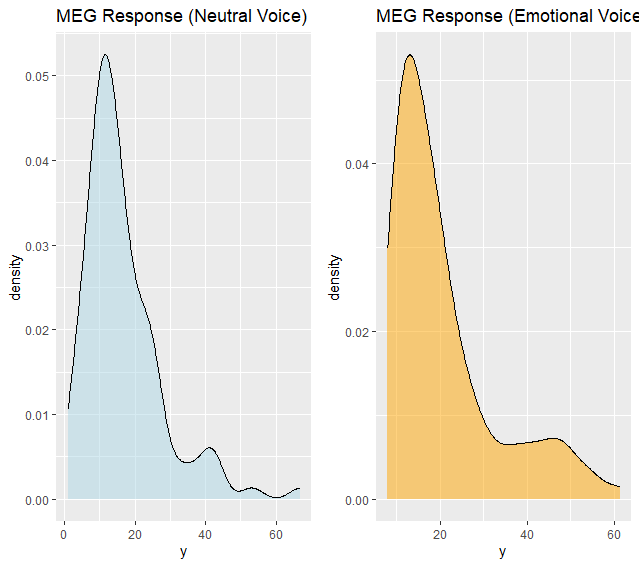 MEG Response (Neutral Voice)
density
0.05
0.04
0.03
0.02
0.01
0.00
0
20
40
60
y
MEG Response (Emotional Voice
density
0.04
0.02
0.00
20
40
60
y